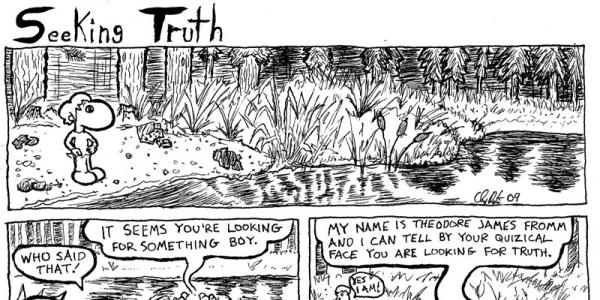 Seeking Truth
09
WHO SAID
THAT!
IT SEEMS YOU'RE LOOKING
FOR SOMETHING BOY.
MY NAME IS THEODORE JAMES FROMM
AND I CAN TELL BY YOUR QUIZICAL
FACE YOU ARE LOOKING FOR TRUTH.
YES
I AM!